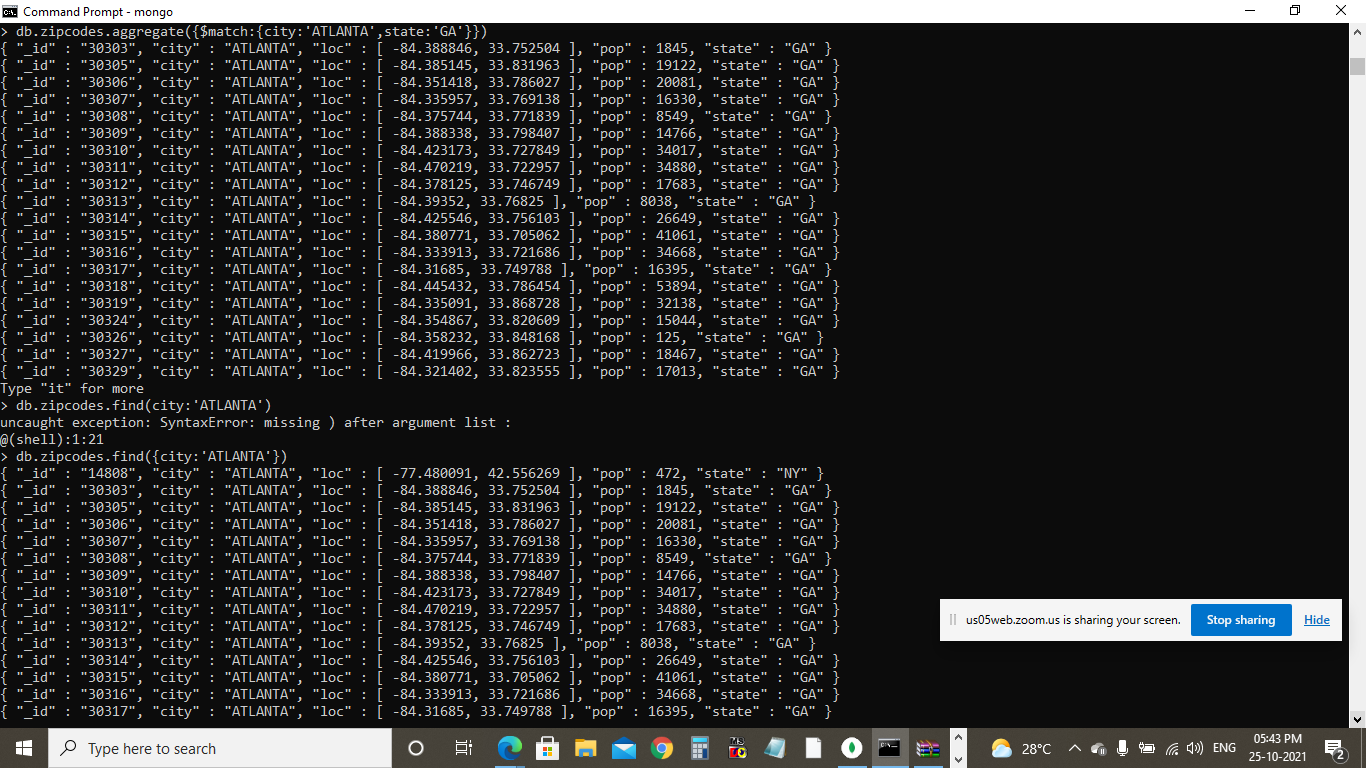 Command Prompt - mongo
> db.zipcodes.aggregate({$match:{city:'ATLANTA',state:'GA'}})
{ "_id" : "30303", "city" : "ATLANTA", "loc" : [ -84.388846, 33.752504 ], "pop" : 1845, "state" : "GA" }
{ "_id" : "30305", "city" : "ATLANTA", "loc" : [ -84.385145, 33.831963 ], "pop" : 19122, "state" : "GA" }
{ "_id" : "30306", "city" : "ATLANTA", "loc" : [ -84.351418, 33.786027 ], "pop" : 20081, "state" : "GA" }
{ "_id" : "30307", "city" : "ATLANTA", "loc" : [ -84.335957, 33.769138 ], "pop" : 16330, "state" : "GA" }
{ "_id" : "30308", "city" : "ATLANTA", "loc" : [ -84.375744, 33.771839 ], "pop" : 8549, "state" : "GA" }
{ "_id" : "30309", "city" : "ATLANTA", "loc" : [ -84.388338, 33.798407 ], "pop" : 14766, "state" : "GA" }
{ "_id" : "30310", "city" : "ATLANTA", "loc" : [ -84.423173, 33.727849 ], "pop" : 34017, "state" : "GA" }
{ "_id" : "30311", "city" : "ATLANTA", "loc" : [ -84.470219, 33.722957 ], "pop" : 34880, "state" : "GA" }
{ "_id" : "30312", "city" : "ATLANTA", "loc" : [ -84.378125, 33.746749 ], "pop" : 17683, "state" : "GA" }
{ "_id" : "30313", "city" : "ATLANTA", "loc" : [ -84.39352, 33.76825 ], "pop" : 8038, "state" : "GA" }
{ "_id" : "30314", "city" : "ATLANTA", "loc" : [ -84.425546, 33.756103 ], "pop" : 26649, "state" : "GA" }
{ "_id" : "30315", "city" : "ATLANTA", "loc" : [ -84.380771, 33.705062 ], "pop" : 41061, "state" : "GA" }
{ "_id" : "30316", "city" : "ATLANTA", "loc" : [ -84.333913, 33.721686 ], "pop" : 34668, "state" : "GA" }
{ "_id" : "30317", "city" : "ATLANTA", "loc" : [ -84.31685, 33.749788 ], "pop" : 16395, "state" : "GA" }
{ "_id" : "30318", "city" : "ATLANTA", "loc" : [ -84.445432, 33.786454 ], "pop" : 53894, "state" : "GA" }
{ "_id" : "30319", "city" : "ATLANTA", "loc" : [ -84.335091, 33.868728 ], "pop" : 32138, "state" : "GA" }
{ "_id" : "30324", "city" : "ATLANTA", "loc" : [ -84.354867, 33.820609 ], "pop" : 15044, "state" : "GA" }
{ "_id" : "30326", "city" : "ATLANTA", "loc" : [ -84.358232, 33.848168 ], "pop" : 125, "state" : "GA" }
{ "_id" : "30327", "city" : "ATLANTA", "loc" : [ -84.419966, 33.862723 ], "pop" : 18467, "state" : "GA" }
{ "_id" : "30329", "city" : "ATLANTA", "loc" : [ -84.321402, 33.823555 ], "pop" : 17013, "state" : "GA" }
Type "it" for more
> db.zipcodes.find(city:'ATLANTA')
uncaught exception: SyntaxError: missing ) after argument list :
@(shell):1:21
> db.zipcodes.find({city:'ATLANTA'})
{ "_id" : "14808", "city" : "ATLANTA", "loc" : [ -77.480091, 42.556269 ], "pop" : 472, "state" : "NY" }
{ "_id" : "30303", "city" : "ATLANTA", "loc" : [ -84.388846, 33.752504 ], "pop" : 1845, "state" : "GA" }
{ "_id" : "30305", "city" : "ATLANTA", "loc" : [ -84.385145, 33.831963 ], "pop" : 19122, "state" : "GA" }
{ "_id" : "30306", "city" : "ATLANTA", "loc" : [ -84.351418, 33.786027 ], "pop" : 20081, "state" : "GA" }
{ "_id" : "30307", "city" : "ATLANTA", "loc" : [ -84.335957, 33.769138 ], "pop" : 16330, "state" : "GA" }
{ "_id" : "30308", "city" : "ATLANTA", "loc" : [ -84.375744, 33.771839 ], "pop" : 8549, "state" : "GA" }
{ "_id" : "30309", "city" : "ATLANTA", "loc" : [ -84.388338, 33.798407 ], "pop" : 14766, "state" : "GA" }
{ "_id" : "30310", "city" : "ATLANTA", "loc" : [ -84.423173, 33.727849 ], "pop" : 34017, "state" : "GA" }
{ "_id" : "30311", "city" : "ATLANTA", "loc" : [ -84.470219, 33.722957 ], "pop" : 34880, "state" : "GA" }
{ "_id" : "30312", "city" : "ATLANTA", "loc" : [ -84.378125, 33.746749 ], "pop" : 17683, "state" : "GA" }
{ "_id" : "30313", "city" : "ATLANTA", "loc" : [ -84.39352, 33.76825 ], "pop" : 8038, "state" : "GA" }
{ "_id" : "30314", "city" : "ATLANTA", "loc" : [ -84.425546, 33.756103 ], "pop" : 26649, "state" : "GA" }
{ "_id" : "30315", "city" : "ATLANTA", "loc" : [ -84.380771, 33.705062 ], "pop" : 41061, "state" : "GA" }
{ "_id" : "30316", "city" : "ATLANTA", "loc" : [ -84.333913, 33.721686 ], "pop" : 34668, "state" : "GA" }
{ "_id" : "30317", "city" : "ATLANTA", "loc" : [ -84.31685, 33.749788 ], "pop" : 16395, "state" : "GA" }
us05web.zoom.us is sharing your screen.
Stop sharing
Hide
Type here to search
28°C
ENG
05:43 PM
25-10-2021
2